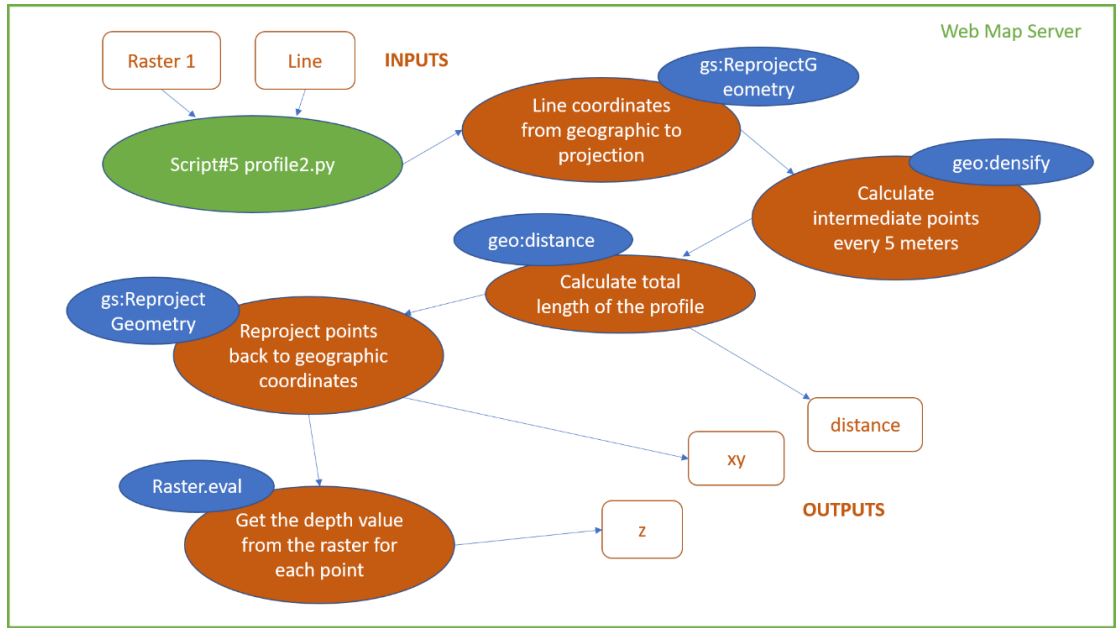 Web Map Server
Raster 1
Line
INPUTS
gs:ReprojectG
eometry
Line coordinates
from geographic to
projection
Script#5 profile2.py
geo:densify
Calculate
intermediate points
every 5 meters
geo:distance
Calculate total
length of the profile
gs:Reproject
Geometry
Reproject points
back to geographic
coordinates
distance
xy
Raster.eval
OUTPUTS
Get the depth value
from the raster for
each point
z